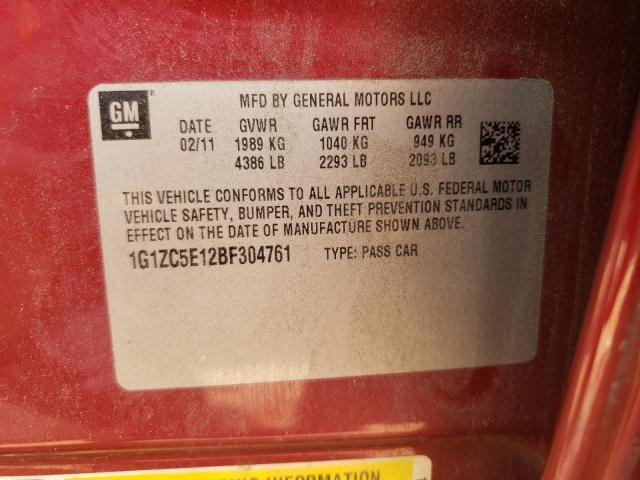 GM
MFD BY GENERAL MOTORS LLC
DATE GVWR GAWR FRT GAWR RR
02/11 1989 KG 1040 KG 949 KG
4386 LB 2293 LB 2093 LB
THIS VEHICLE CONFORMS TO ALL APPLICABLE U.S. FEDERAL MOTOR
VEHICLE SAFETY, BUMPER, AND THEFT PREVENTION STANDARDS IN
EFFECT ON THE DATE OF MANUFACTURE SHOWN ABOVE.
1G1ZC5E12BF304761 TYPE: PASS CAR
INFORMATION